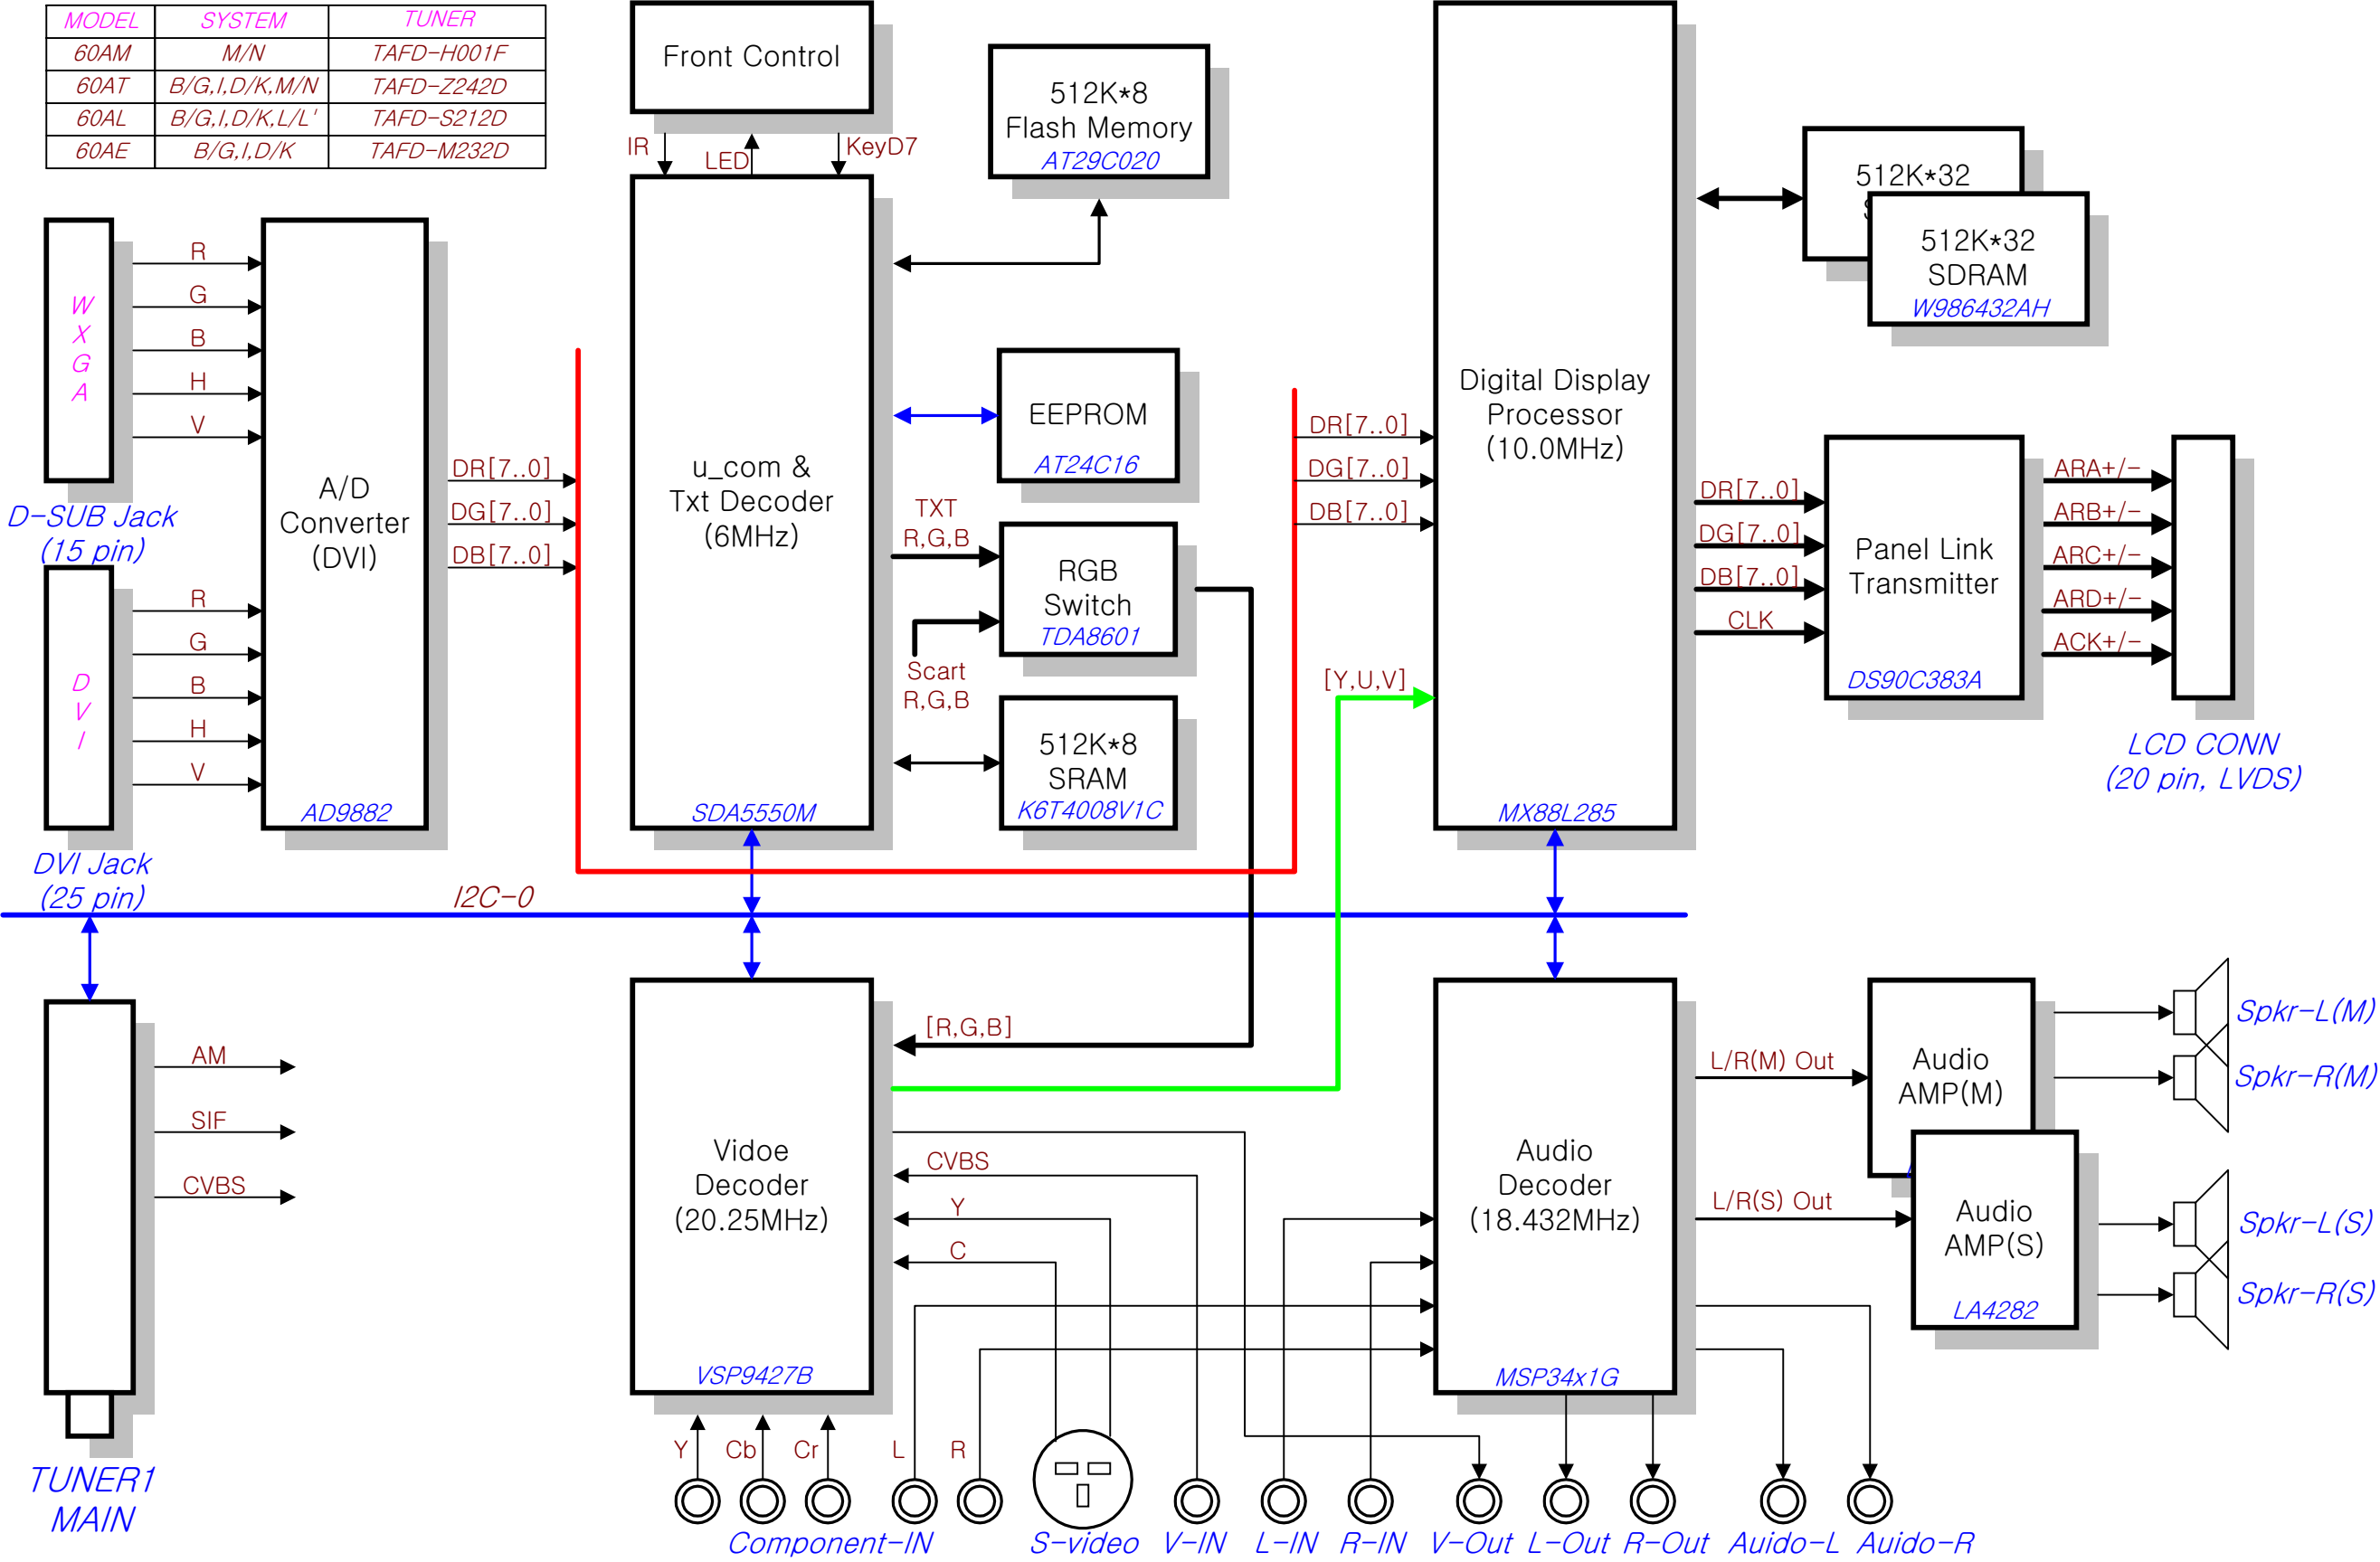 MODEL SYSTEM TUNER
60AM M/N TAFD-H001F
60AT B/G,I,D/K,M/N TAFD-Z242D
60AL B/G,I,D/K,L/L' TAFD-S212D
60AE B/G,I,D/K TAFD-M232D
Front Control
IR
LED
KeyD7
512K*8
Flash Memory
AT29C020
512K*32
512K*32
SDRAM
W986432AH
W
X
G
A
D-SUB Jack
(15 pin)
R
G
B
H
V
D
V
I
DVI Jack
(25 pin)
R
G
B
H
V
A/D
Converter
(DVI)
AD9882
DR[7..0]
DG[7..0]
DB[7..0]
u_com &
Txt Decoder
(6MHz)
SDA5550M
EEPROM
AT24C16
TXT
R,G,B
RGB
Switch
TDA8601
Scart
R,G,B
512K*8
SRAM
K6T4008V1C
DR[7..0]
DG[7..0]
DB[7..0]
[Y,U,V]
Digital Display
Processor
(10.0MHz)
MX88L285
DR[7..0]
DG[7..0]
DB[7..0]
CLK
Panel Link
Transmitter
DS90C383A
ARA+/-
ARB+/-
ARC+/-
ARD+/-
ACK+/-
LCD CONN
(20 pin, LVDS)
I2C-0
AM
SIF
CVBS
TUNER1
MAIN
Vidoe
Decoder
(20.25MHz)
VSP9427B
[R,G,B]
CVBS
Y
C
Audio
Decoder
(18.432MHz)
MSP34x1G
L/R(M) Out
L/R(S) Out
Audio
AMP(M)
Audio
AMP(S)
LA4282
Spkr-L(M)
Spkr-R(M)
Spkr-L(S)
Spkr-R(S)
Y
Cb
Cr
L
R
Component-IN
S-video
V-IN
L-IN
R-IN
V-Out
L-Out
R-Out
Auido-L
Auido-R